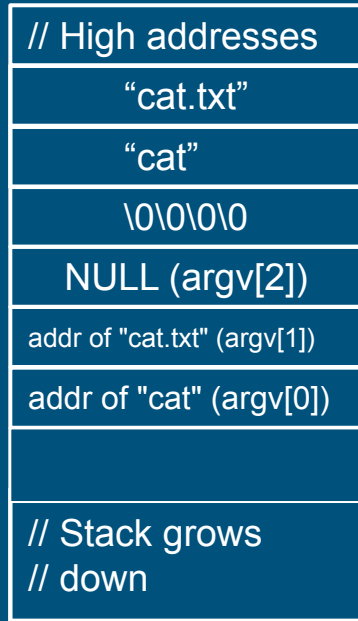 // High addresses
“cat.txt”
“cat”
\0\0\0\0
NULL (argv[2])
addr of "cat.txt" (argv[1])
addr of "cat" (argv[0])
// Stack grows
// down